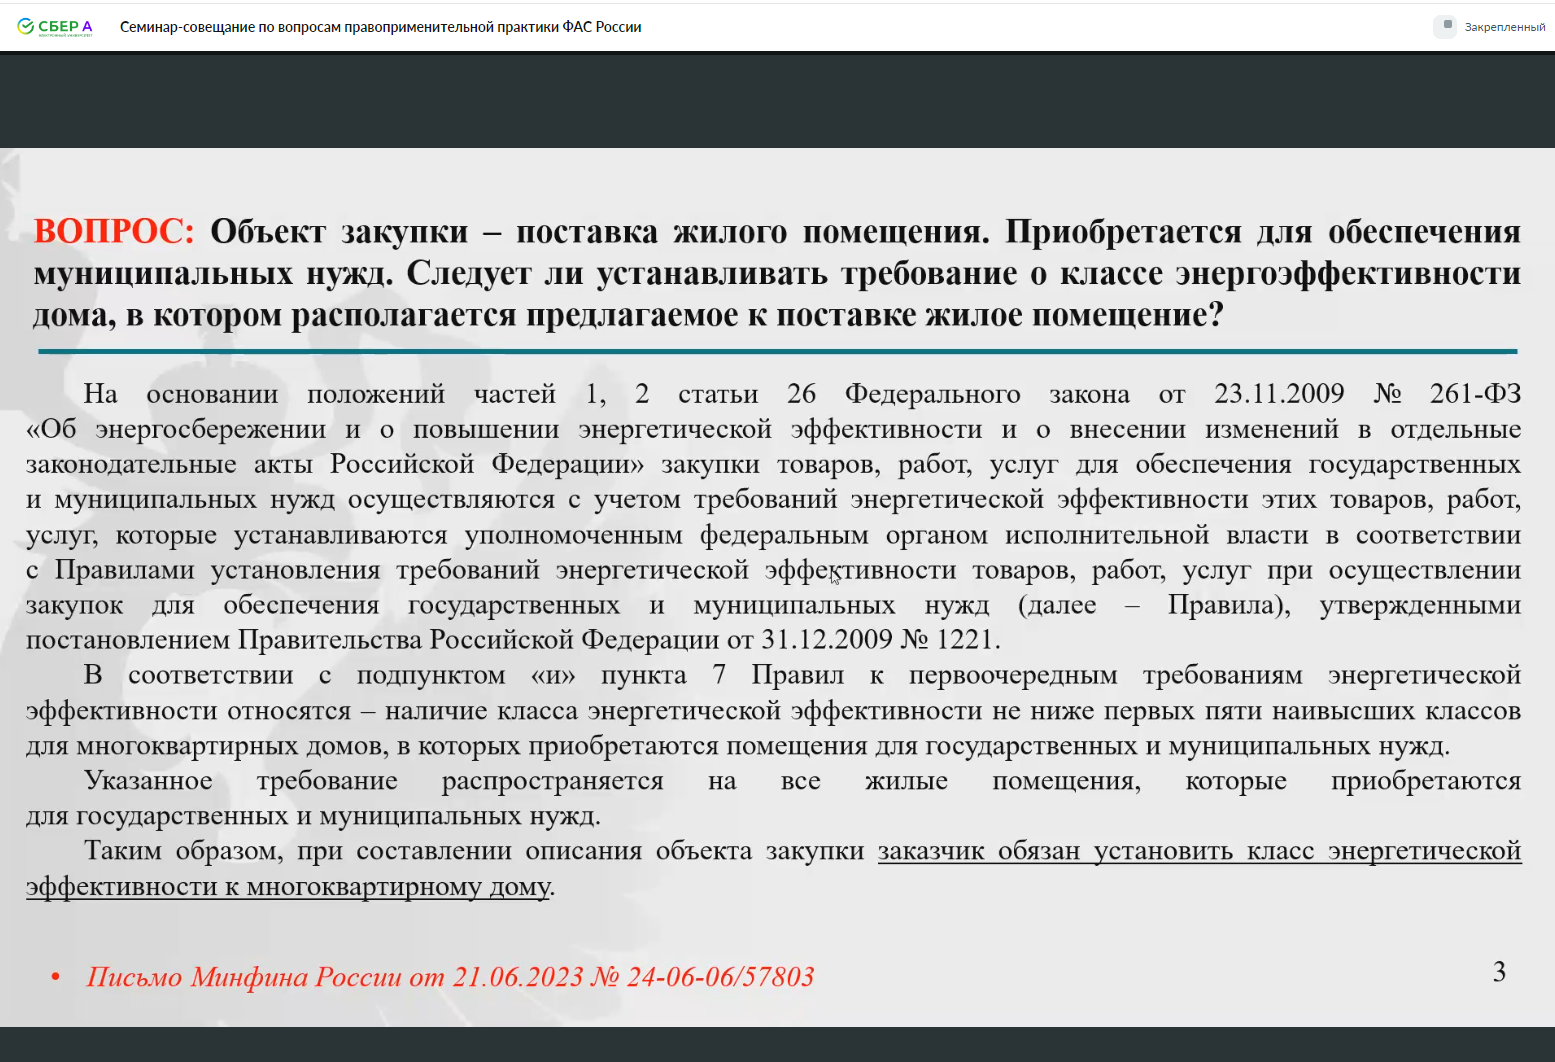 СБЕР А
Семинар-совещание по вопросам правоприменительной практики ФАС России
Закрепленный
ВОПРОС: Объект закупки – поставка жилого помещения. Приобретается для обеспечения
муниципальных нужд. Следует ли устанавливать требование о классе энергоэффективности
дома, в котором располагается предлагаемое к поставке жилое помещение?
На основании положений частей 1, 2 статьи 26 Федерального закона от 23.11.2009 № 261-ФЗ
«Об энергосбережении и о повышении энергетической эффективности и о внесении изменений в отдельные
законодательные акты Российской Федерации» закупки товаров, работ, услуг для обеспечения государственных
и муниципальных нужд осуществляются с учетом требований энергетической эффективности этих товаров, работ,
услуг, которые устанавливаются уполномоченным федеральным органом исполнительной власти в соответствии
с Правилами установления требований энергетической эффективности товаров, работ, услуг при осуществлении
закупок для обеспечения государственных и муниципальных нужд (далее – Правила), утвержденными
постановлением Правительства Российской Федерации от 31.12.2009 № 1221.
В соответствии с подпунктом «и» пункта 7 Правил к первоочередным требованиям энергетической
эффективности относятся – наличие класса энергетической эффективности не ниже первых пяти наивысших классов
для многоквартирных домов, в которых приобретаются помещения для государственных и муниципальных нужд.
Указанное требование распространяется на все жилые помещения, которые приобретаются
для государственных и муниципальных нужд.
Таким образом, при составлении описания объекта закупки заказчик обязан установить класс энергетической
эффективности к многоквартирному дому.
• Письмо Минфина России от 21.06.2023 № 24-06-06/57803
3